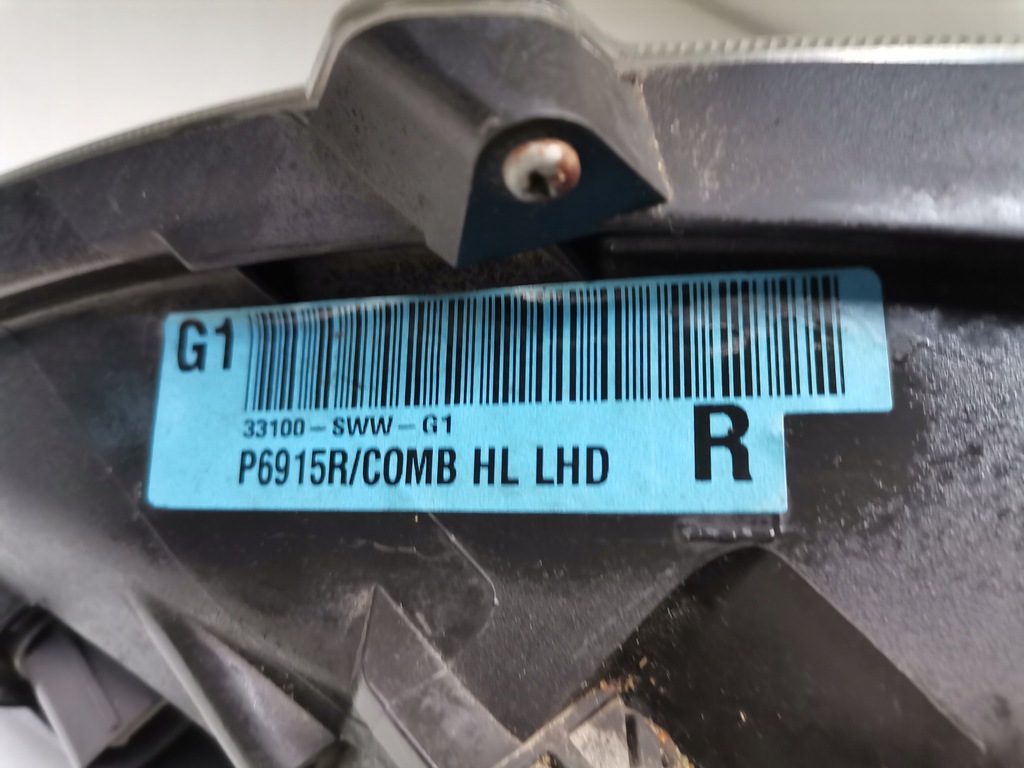 G1
33100-SWW-G1
P6915R/COMB HL LHD
R